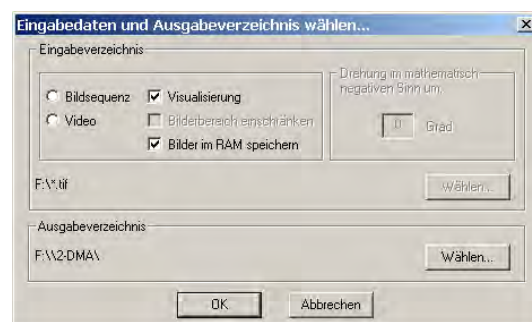 Eingabedaten und Ausgabeverzeichnis wählen...
Eingabeverzeichnis
Bildsequenz
Visualisierung
Video
Bilderbereich einschränken
Bilder im RAM speichern
Drehung im mathematisch
negativen Sinn um:
0 Grad
F:\*.tif
Wählen...
Ausgabeverzeichnis
F:\\2-DMA\
Wählen...
OK
Abbrechen